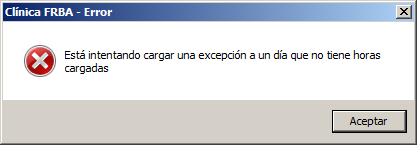 Clínica FRBA - Error
Está intentando cargar una excepción a un día que no tiene horas
cargadas
Aceptar